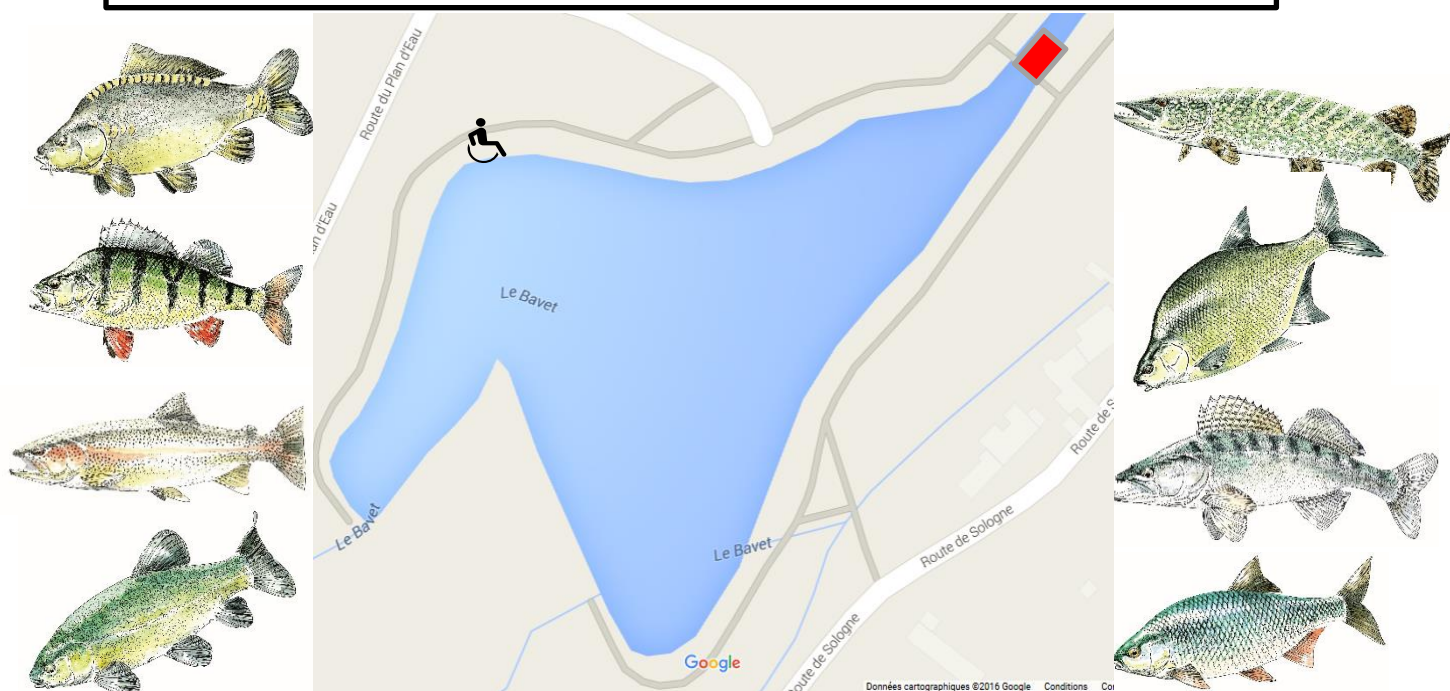 Route du Plan d'Eau
an d'Eau
Le Bavet
Le Bavet
Le Bavet
Route de Sologne
Route de S
Route de Sologne
Google
Données cartographiques ©2016 Google Conditions Cor